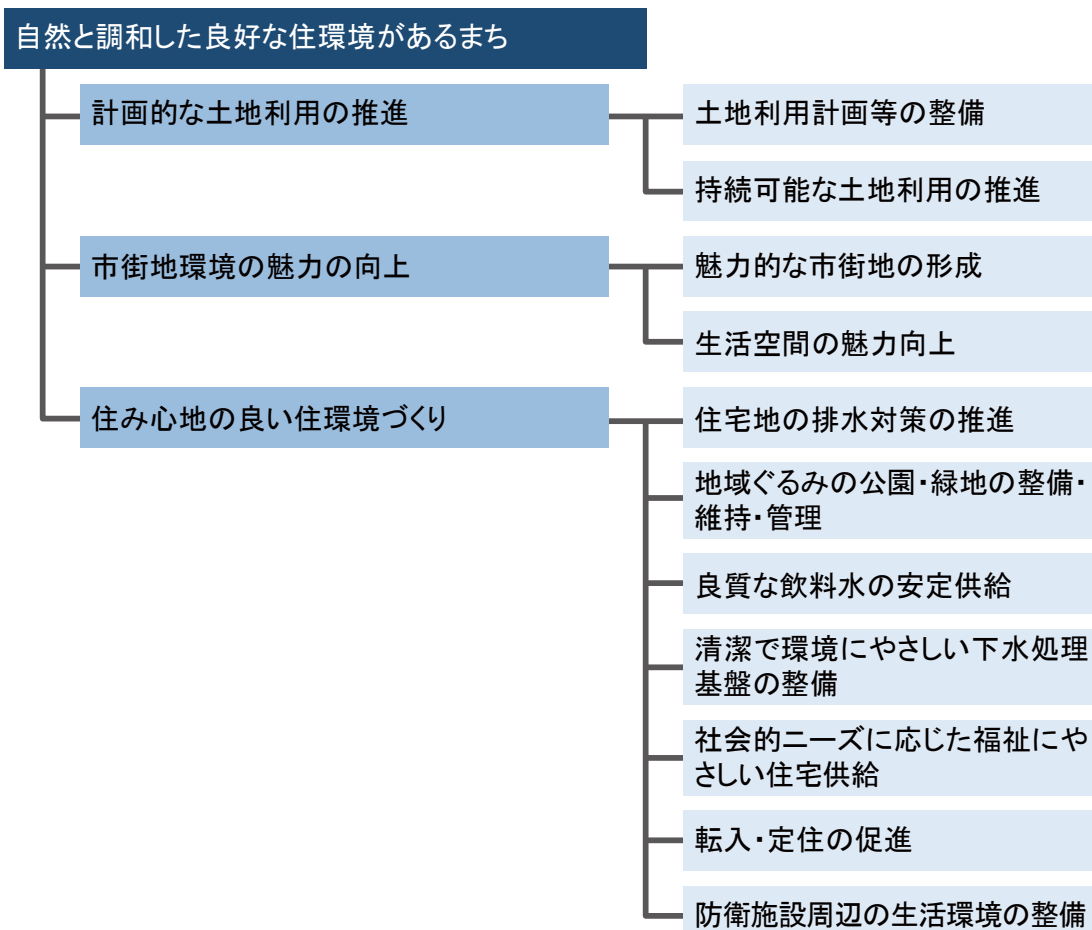 自然と調和した良好な住環境があるまち
計画的な土地利用の推進
土地利用計画等の整備
持続可能な土地利用の推進
市街地環境の魅力の向上
魅力的な市街地の形成
生活空間の魅力向上
住み心地の良い住環境づくり
住宅地の排水対策の推進
地域ぐるみの公園・緑地の整備・
維持・管理
良質な飲料水の安定供給
清潔で環境にやさしい下水処理
基盤の整備
社会的ニーズに応じた福祉にや
さしい住宅供給
転入・定住の促進
防衛施設周辺の生活環境の整備